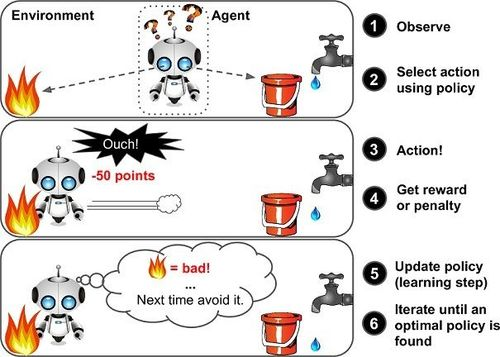 Environment
Agent
? ? ?
1 Observe
2 Select action
using policy
Ouch!
-50 points
3 Action!
4 Get reward
or penalty
= bad!
...
Next time avoid it.
5 Update policy
(learning step)
6 Iterate until an
optimal policy is
found